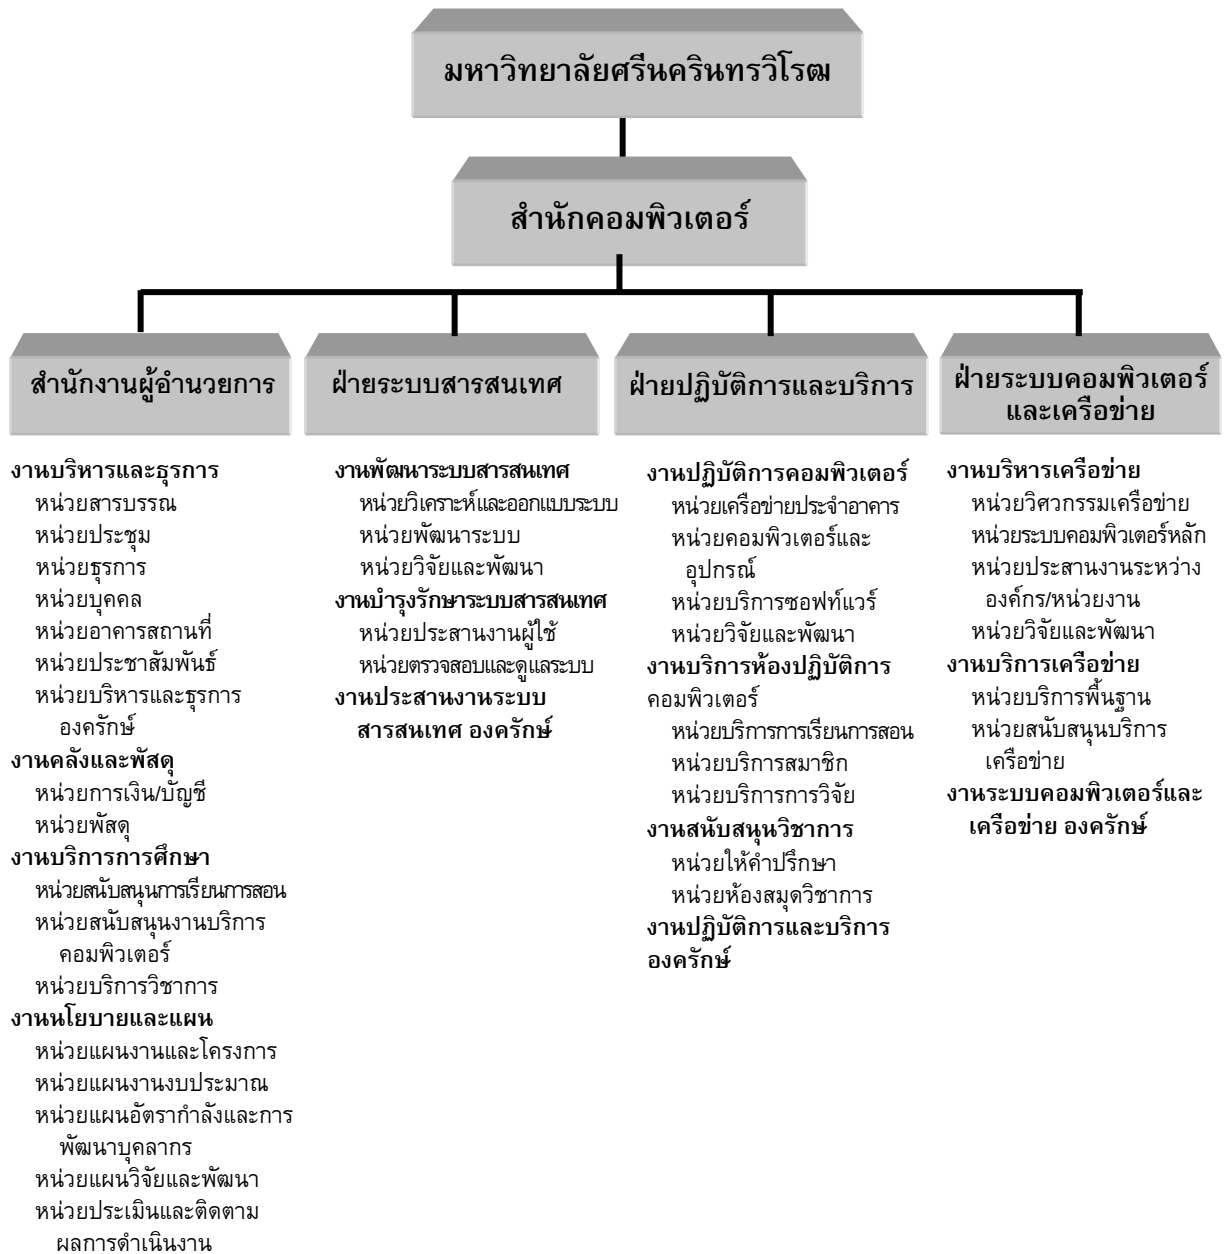 มหาวิทยาลัยศรีนครินทรวิโรฒ
สำนักคอมพิวเตอร์
สำนักงานผู้อำนวยการ
ฝ่ายระบบสารสนเทศ
ฝ่ายปฏิบัติการและบริการ
ฝ่ายระบบคอมพิวเตอร์
และเครือข่าย
งานบริหารและธุรการ
หน่วยสารบรรณ
หน่วยประชุม
หน่วยธุรการ
หน่วยบุคคล
หน่วยอาคารสถานที่
หน่วยประชาสัมพันธ์
หน่วยบริหารและธุรการ
องครักษ์
งานคลังและพัสดุ
หน่วยการเงิน/บัญชี
หน่วยพัสดุ
งานบริการการศึกษา
หน่วยสนับสนุนการเรียนการสอน
หน่วยสนับสนุนงานบริการ
คอมพิวเตอร์
หน่วยบริการวิชาการ
งานนโยบายและแผน
หน่วยแผนงานและโครงการ
หน่วยแผนงานงบประมาณ
หน่วยแผนอัตรากำลังและการ
พัฒนาบุคลากร
หน่วยแผนวิจัยและพัฒนา
หน่วยประเมินและติดตาม
ผลการดำเนินงาน
งานพัฒนาระบบสารสนเทศ
หน่วยวิเคราะห์และออกแบบระบบ
หน่วยพัฒนาระบบ
หน่วยวิจัยและพัฒนา
งานบำรุงรักษาระบบสารสนเทศ
หน่วยประสานงานผู้ใช้
หน่วยตรวจสอบและดูแลระบบ
งานประสานงานระบบ
สารสนเทศ องครักษ์
งานปฏิบัติการคอมพิวเตอร์
หน่วยเครือข่ายประจำอาคาร
หน่วยคอมพิวเตอร์และ
อุปกรณ์
หน่วยบริการซอฟท์แวร์
หน่วยวิจัยและพัฒนา
งานบริการห้องปฏิบัติการ
คอมพิวเตอร์
หน่วยบริการการเรียนการสอน
หน่วยบริการสมาชิก
หน่วยบริการการวิจัย
งานสนับสนุนวิชาการ
หน่วยให้คำปรึกษา
หน่วยห้องสมุดวิชาการ
งานปฏิบัติการและบริการ
องครักษ์
งานบริหารเครือข่าย
หน่วยวิศวกรรมเครือข่าย
หน่วยระบบคอมพิวเตอร์หลัก
หน่วยประสานงานระหว่าง
องค์กร/หน่วยงาน
หน่วยวิจัยและพัฒนา
งานบริการเครือข่าย
หน่วยบริการพื้นฐาน
หน่วยสนับสนุนบริการ
เครือข่าย
งานระบบคอมพิวเตอร์และ
เครือข่าย องครักษ์